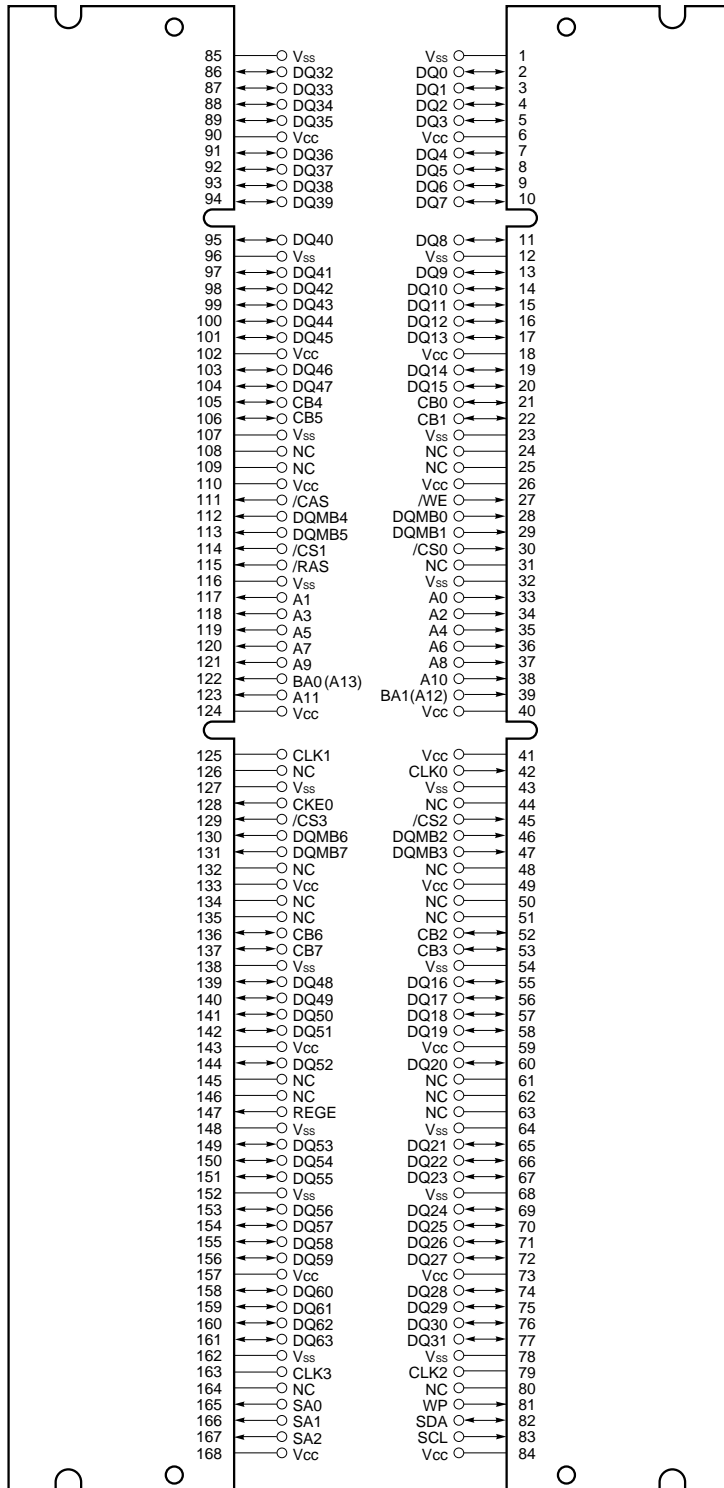 85 Vss Vss 1
86 DQ32 DQ0 2
87 DQ33 DQ1 3
88 DQ34 DQ2 4
89 DQ35 DQ3 5
90 Vcc Vcc 6
91 DQ36 DQ4 7
92 DQ37 DQ5 8
93 DQ38 DQ6 9
94 DQ39 DQ7 10
95 DQ40 DQ8 11
96 Vss Vss 12
97 DQ41 DQ9 13
98 DQ42 DQ10 14
99 DQ43 DQ11 15
100 DQ44 DQ12 16
101 DQ45 DQ13 17
102 Vcc Vcc 18
103 DQ46 DQ14 19
104 DQ47 DQ15 20
105 CB4 CB0 21
106 CB5 CB1 22
107 Vss Vss 23
108 NC NC 24
109 NC NC 25
110 Vcc Vcc 26
111 /CAS /WE 27
112 DQMB4 DQMB0 28
113 DQMB5 DQMB1 29
114 /CS1 /CS0 30
115 /RAS NC 31
116 Vss Vss 32
117 A1 A0 33
118 A3 A2 34
119 A5 A4 35
120 A7 A6 36
121 A9 A8 37
122 BA0(A13) A10 38
123 A11 BA1(A12) 39
124 Vcc Vcc 40
125 CLK1 Vcc 41
126 NC CLK0 42
127 Vss Vss 43
128 CKE0 NC 44
129 /CS3 /CS2 45
130 DQMB6 DQMB2 46
131 DQMB7 DQMB3 47
132 NC NC 48
133 Vcc Vcc 49
134 NC NC 50
135 NC NC 51
136 CB6 CB2 52
137 CB7 CB3 53
138 Vss Vss 54
139 DQ48 DQ16 55
140 DQ49 DQ17 56
141 DQ50 DQ18 57
142 DQ51 DQ19 58
143 Vcc Vcc 59
144 DQ52 DQ20 60
145 NC NC 61
146 NC NC 62
147 REGE NC 63
148 Vss Vss 64
149 DQ53 DQ21 65
150 DQ54 DQ22 66
151 DQ55 DQ23 67
152 Vss Vss 68
153 DQ56 DQ24 69
154 DQ57 DQ25 70
155 DQ58 DQ26 71
156 DQ59 DQ27 72
157 Vcc Vcc 73
158 DQ60 DQ28 74
159 DQ61 DQ29 75
160 DQ62 DQ30 76
161 DQ63 DQ31 77
162 Vss Vss 78
163 CLK3 CLK2 79
164 NC NC 80
165 SA0 WP 81
166 SA1 SDA 82
167 SA2 SCL 83
168 Vcc Vcc 84